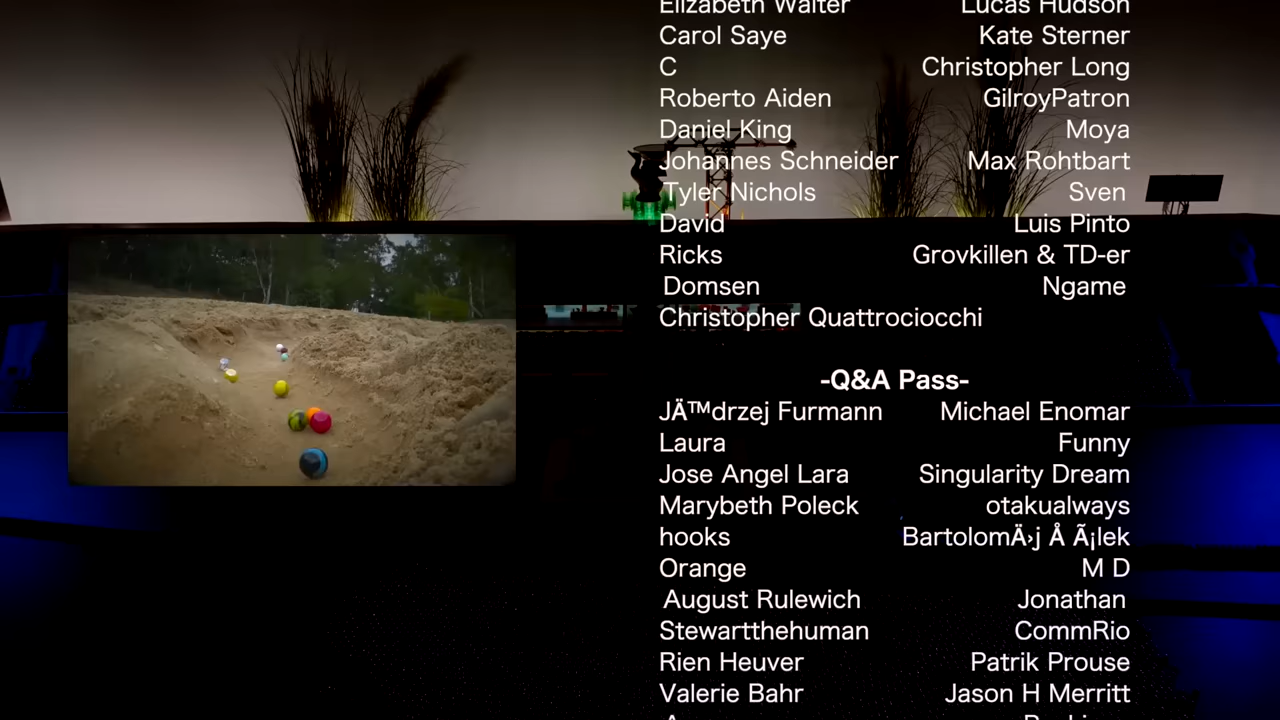 Elizabeth Walter Lucas Hudson
Carol Saye Kate Sterner
C Christopher Long
Roberto Aiden GilroyPatron
Daniel King Moya
Johannes Schneider Max Rohtbart
Tyler Nichols Sven
David Luis Pinto
Ricks Grovkillen & TD-er
Domsen Ngame
Christopher Quattrociocchi
-Q&A Pass-
JÄ™drzej Furmann Michael Enomar
Laura Funny
Jose Angel Lara Singularity Dream
Marybeth Poleck otakualways
hooks BartolomÄ›j Å Ã¡lek
Orange M D
August Rulewich Jonathan
Stewartthehuman CommRio
Rien Heuver Patrik Prouse
Valerie Bahr Jason H Merritt